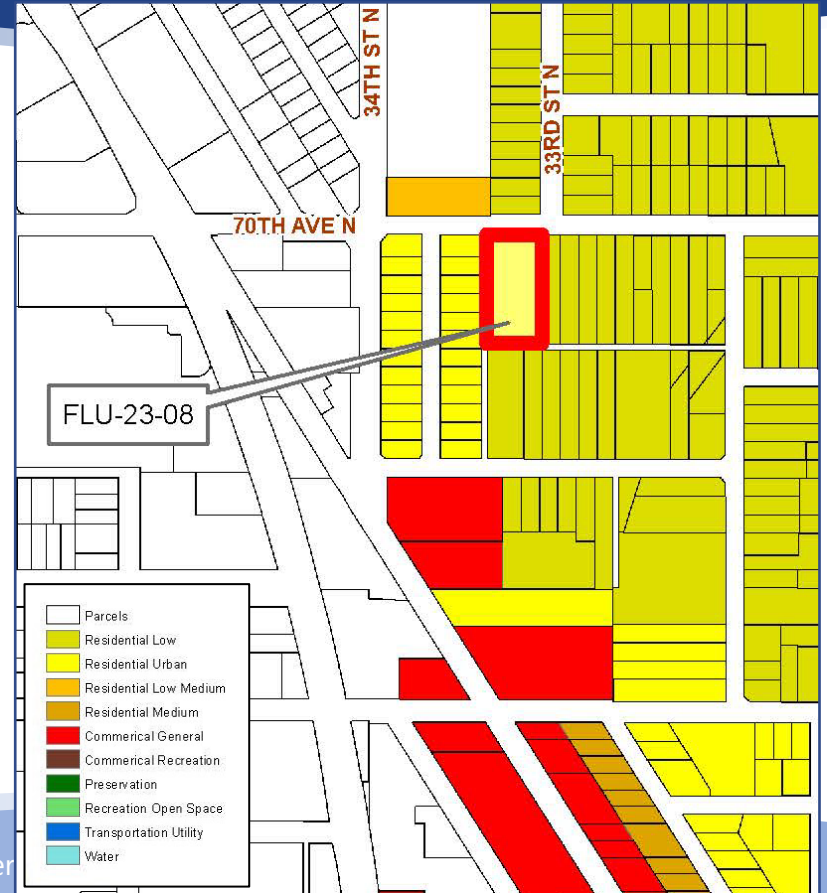 34TH ST N
33RD ST N
70TH AVE N
FLU-23-08
Parcels
Residential Low
Residential Urban
Residential Low Medium
Residential Medium
Commerical General
Commerical Recreation
Preservation
Recreation Open Space
Transportation Utility
Water